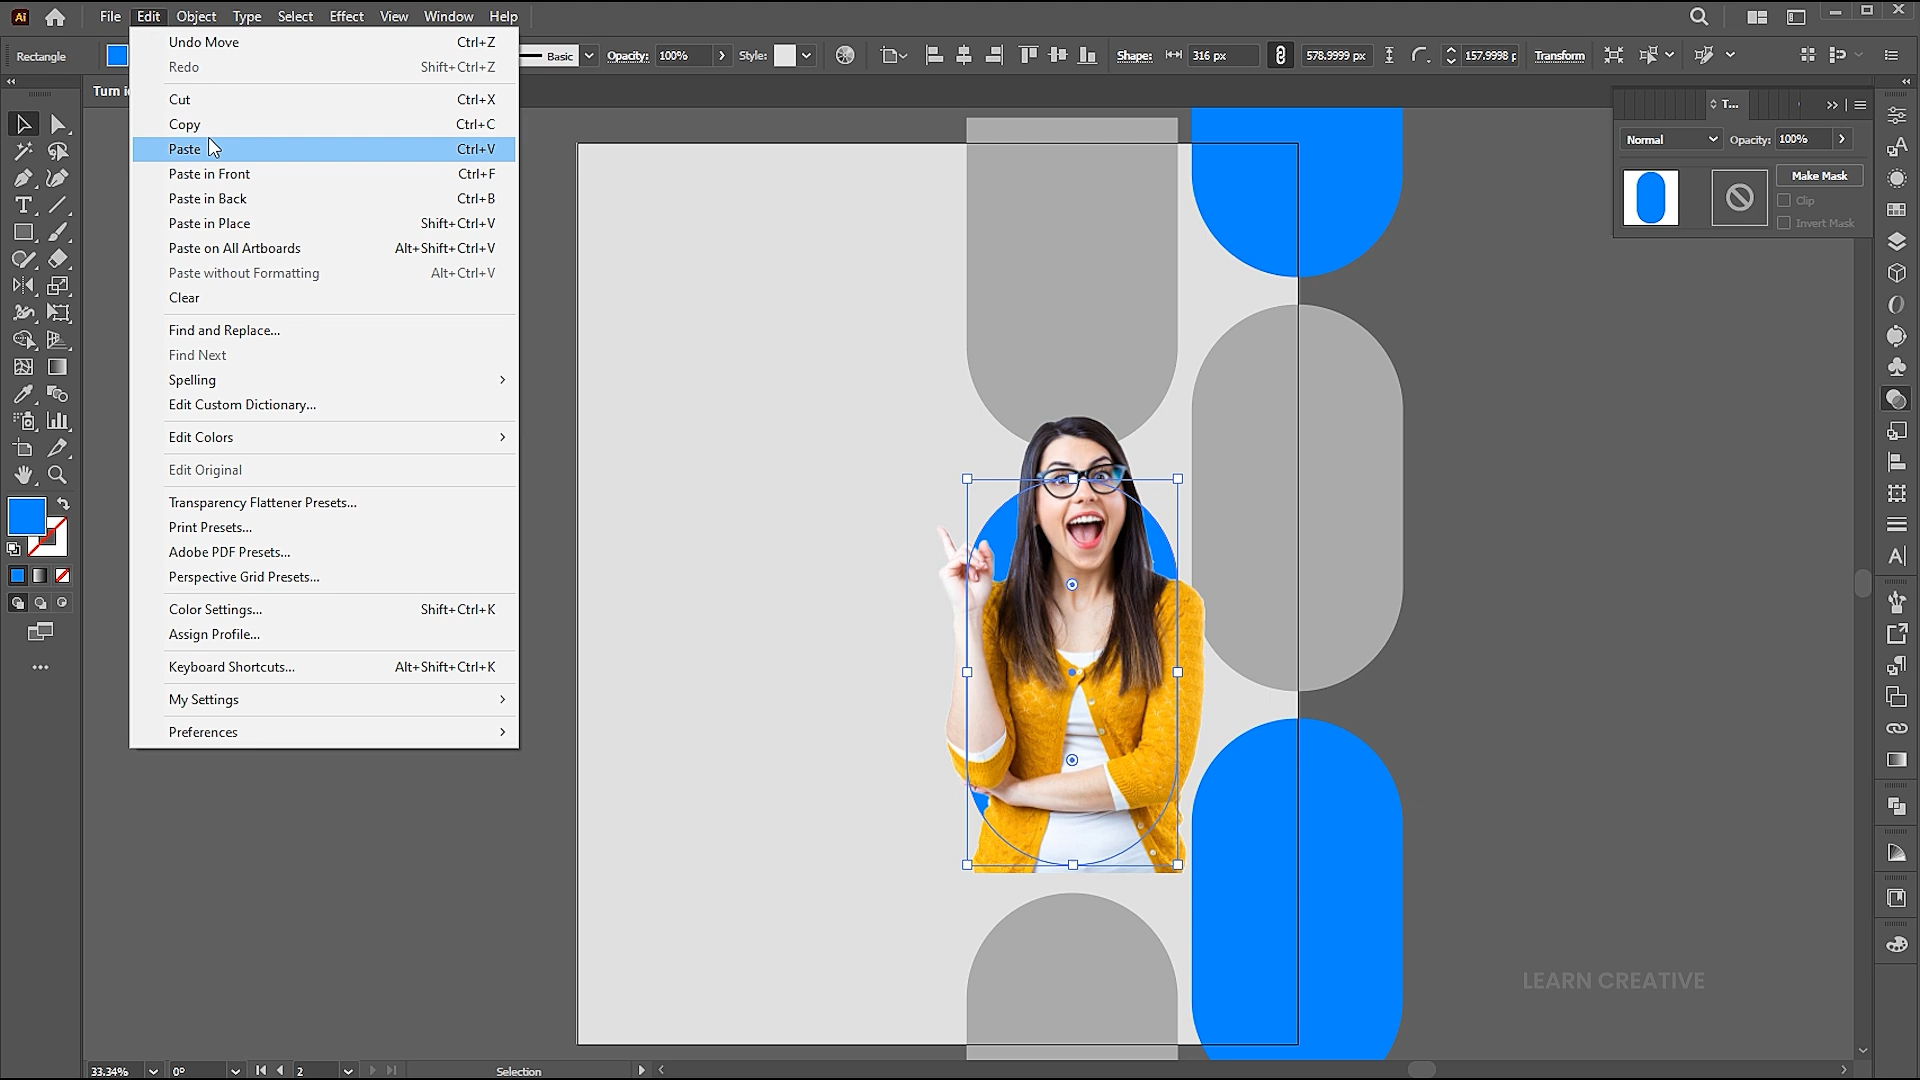 Ai
File Edit Object Type Select Effect View Window Help
Rectangle
Basic
Opacity: 100%
Style:
Shape: 316 px
578.9999 px
157.9998 p
Transform
Undo Move Ctrl+Z
Redo Shift+Ctrl+Z
Cut Ctrl+X
Copy Ctrl+C
Paste Ctrl+V
Paste in Front Ctrl+F
Paste in Back Ctrl+B
Paste in Place Shift+Ctrl+V
Paste on All Artboards Alt+Shift+Ctrl+V
Paste without Formatting Alt+Ctrl+V
Clear
Find and Replace...
Find Next
Spelling
Edit Custom Dictionary...
Edit Colors
Edit Original
Transparency Flattener Presets...
Print Presets...
Adobe PDF Presets...
Perspective Grid Presets...
Color Settings... Shift+Ctrl+K
Assign Profile...
Keyboard Shortcuts... Alt+Shift+Ctrl+K
My Settings
Preferences
T...
Normal Opacity: 100%
Make Mask
Clip
Invert Mask
LEARN CREATIVE
33.34% 0° 2 Selection